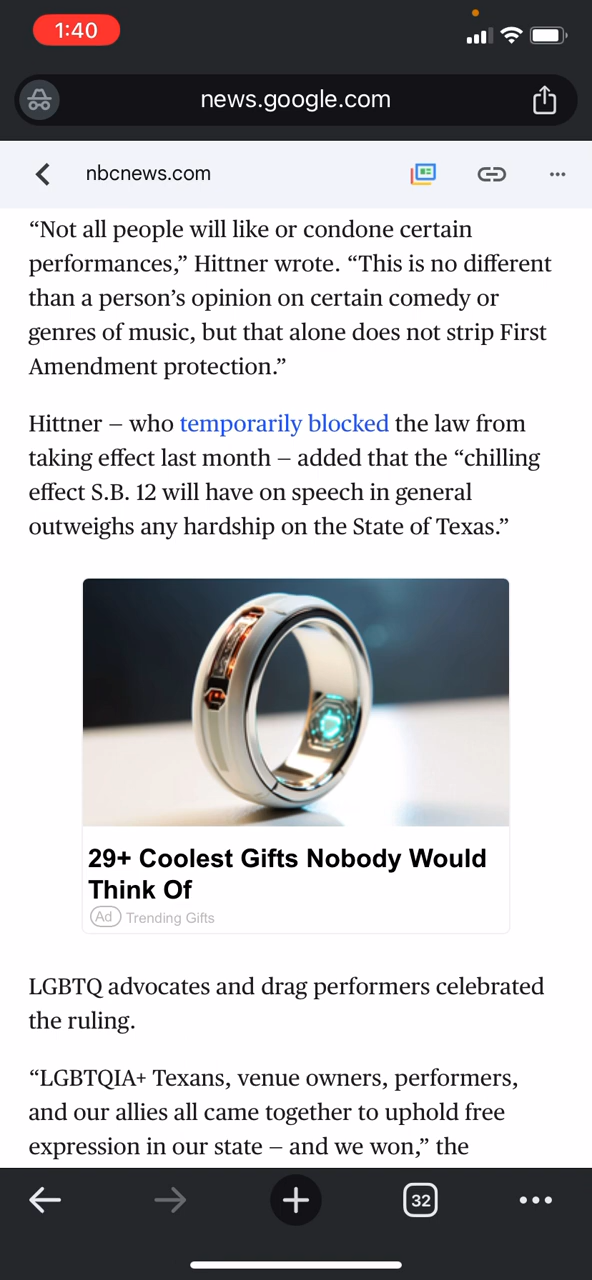 1:40
news.google.com
nbcnews.com
“Not all people will like or condone certain
performances,” Hittner wrote. “This is no different
than a person’s opinion on certain comedy or
genres of music, but that alone does not strip First
Amendment protection.”
Hittner — who temporarily blocked the law from
taking effect last month — added that the “chilling
effect S.B. 12 will have on speech in general
outweighs any hardship on the State of Texas.”
29+ Coolest Gifts Nobody Would
Think Of
Ad Trending Gifts
LGBTQ advocates and drag performers celebrated
the ruling.
“LGBTQIA+ Texans, venue owners, performers,
and our allies all came together to uphold free
expression in our state — and we won,” the
32